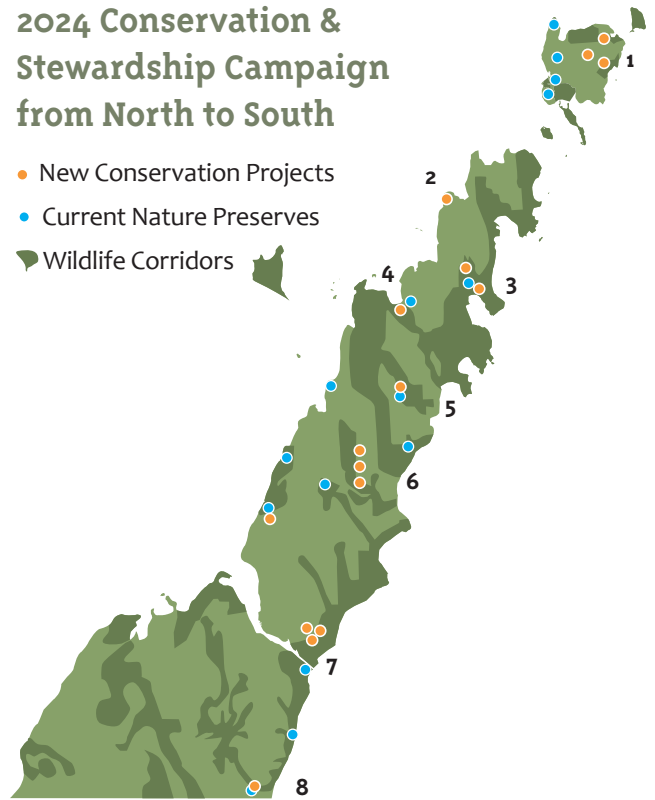 2024 Conservation &
Stewardship Campaign
from North to South
New Conservation Projects
Current Nature Preserves
Wildlife Corridors
1
2
3
4
5
6
7
8